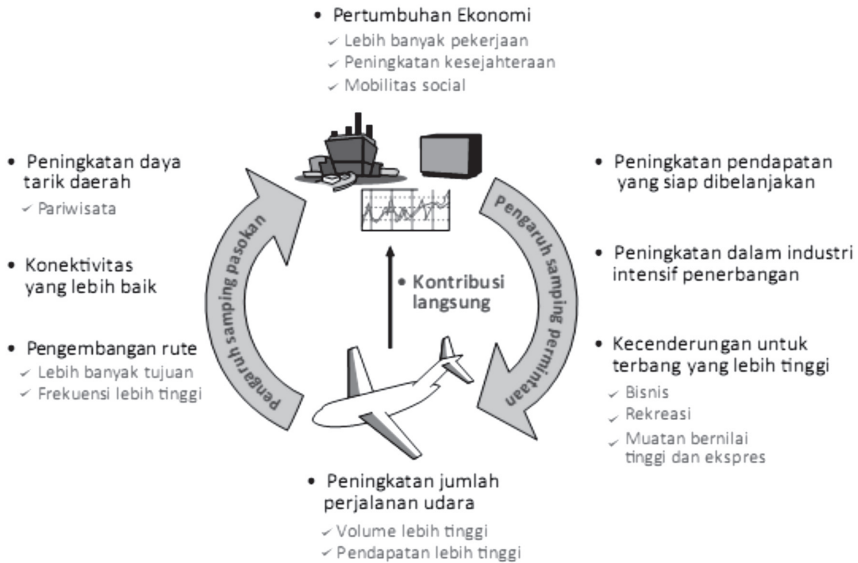 • Pertumbuhan Ekonomi
✓ Lebih banyak pekerjaan
✓ Peningkatan kesejahteraan
✓ Mobilitas social
• Peningkatan daya
tarik daerah
✓ Pariwisata
• Konektivitas
yang lebih baik
• Pengembangan rute
✓ Lebih banyak tujuan
✓ Frekuensi lebih tinggi
Pengaruh samping pasokan
• Kontribusi
langsung
Pengaruh samping permintaan
• Peningkatan pendapatan
yang siap dibelanjakan
• Peningkatan dalam industri
intensif penerbangan
• Kecenderungan untuk
terbang yang lebih tinggi
✓ Bisnis
✓ Rekreasi
✓ Muatan bernilai
tinggi dan ekspres
• Peningkatan jumlah
perjalanan udara
✓ Volume lebih tinggi
✓ Pendapatan lebih tinggi